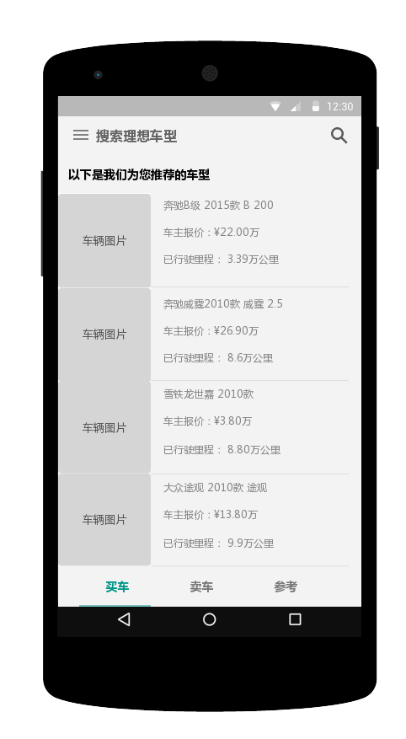 12:30
搜索理想车型
以下是我们为您推荐的车型
车辆图片
奔驰B级 2015款 B 200
车主报价：¥22.00万
已行驶里程： 3.39万公里
车辆图片
奔驰威霆2010款 威霆 2.5
车主报价：¥26.90万
已行驶里程： 8.6万公里
车辆图片
雪铁龙世嘉 2010款
车主报价：¥3.80万
已行驶里程： 8.80万公里
车辆图片
大众途观 2010款 途观
车主报价：¥13.80万
已行驶里程： 9.9万公里
买车 卖车 参考